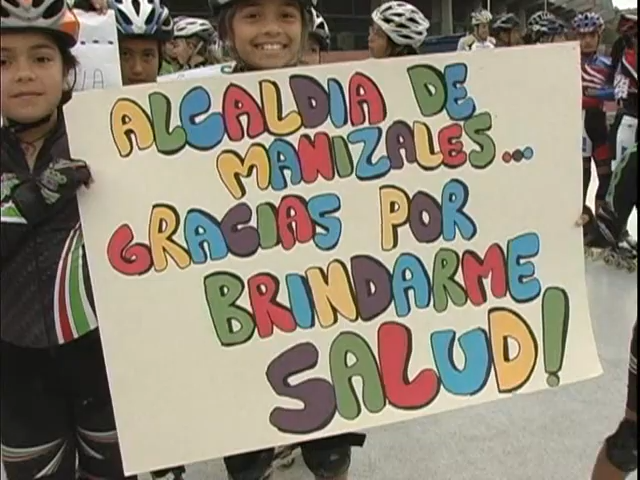 ALCALDIA DE
MANIZALES...
GRACIAS POR
BRINDARME
SALUD!